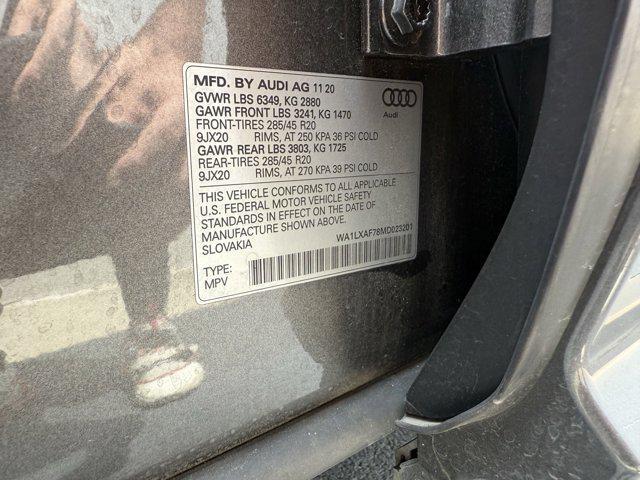 MFD. BY AUDI AG 11 20
GVWR LBS 6349, KG 2880
GAWR FRONT LBS 3241, KG 1470
FRONT-TIRES 285/45 R20
9JX20 RIMS, AT 250 KPA 36 PSI COLD
GAWR REAR LBS 3803, KG 1725
REAR-TIRES 285/45 R20
9JX20 RIMS, AT 270 KPA 39 PSI COLD
Audi
THIS VEHICLE CONFORMS TO ALL APPLICABLE
U.S. FEDERAL MOTOR VEHICLE SAFETY
STANDARDS IN EFFECT ON THE DATE OF
MANUFACTURE SHOWN ABOVE.
SLOVAKIA
WA1LXAF78MD023201
TYPE:
MPV